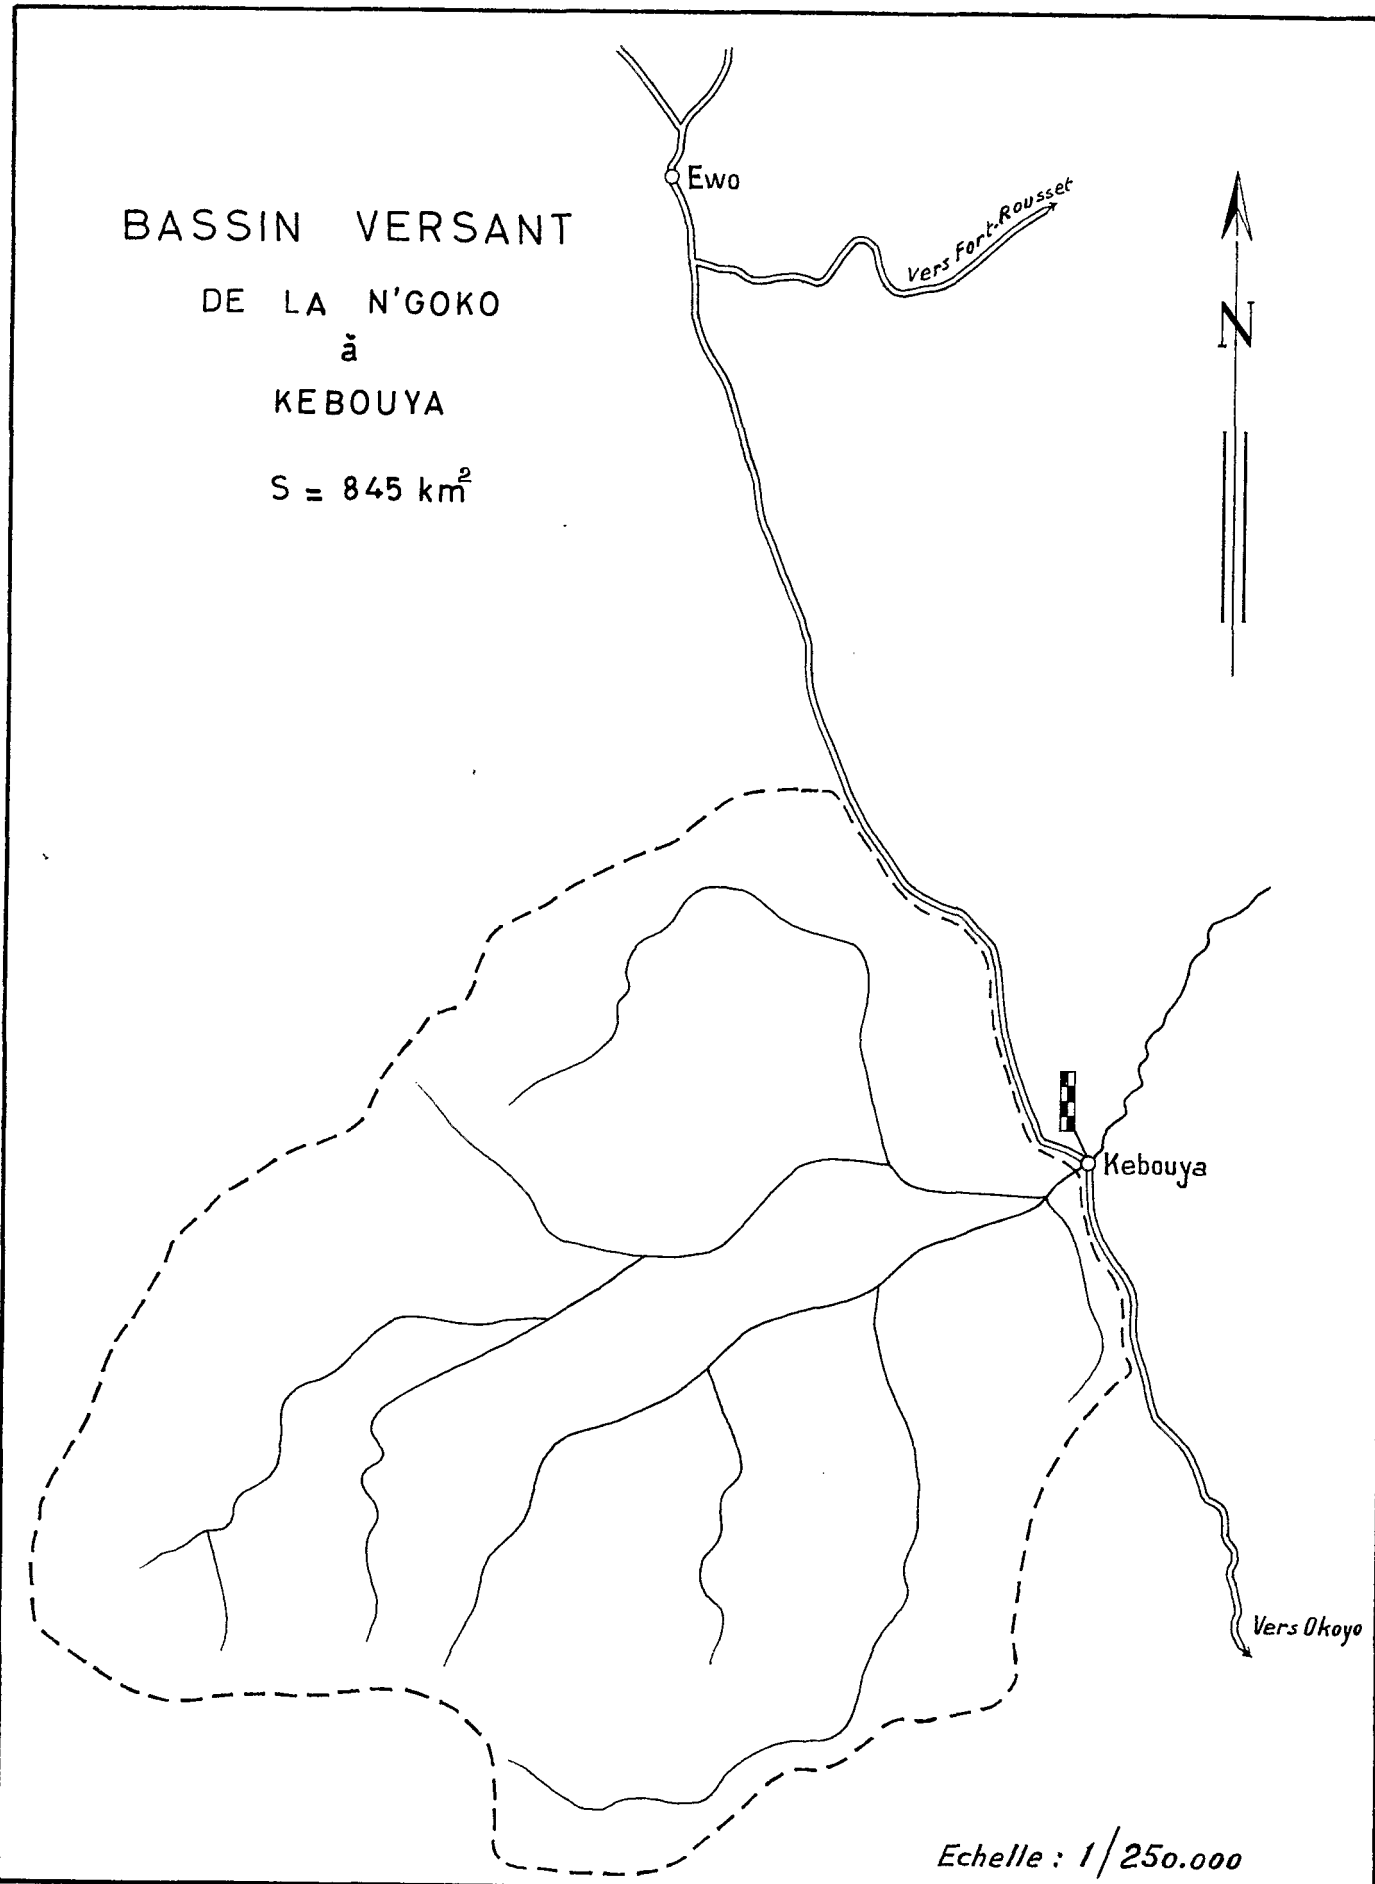 BASSIN VERSANT
DE LA N'GOKO
à
KEBOUYA
S = 845 km²
Ewo
Vers Fort-Rousset
N
Kebouya
Vers Okoyo
Echelle : 1/250.000